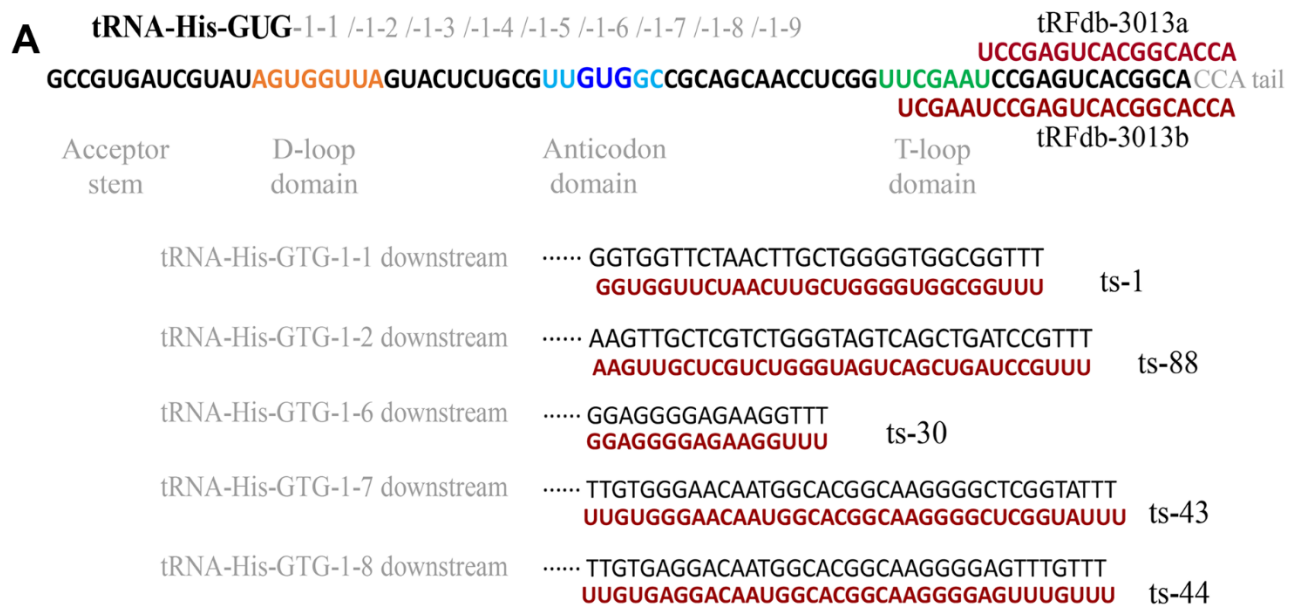 A
tRNA-His-GUG-1-1 /-1-2 /-1-3 /-1-4 /-1-5 /-1-6 /-1-7 /-1-8 /-1-9
tRFdb-3013a
UCCGAGUCACGGCACCA
GCCGUGAUCGUAUAGUGGUUAGUACUCUGCGUUGUGGCCGCAGCAACCUCGGUUCGAAUCCGAGUCACGGCACCA tail
UCGAAUCCGAGUCACGGCACCA
tRFdb-3013b
Acceptor stem
D-loop domain
Anticodon domain
T-loop domain
tRNA-His-GTG-1-1 downstream ...... GGTGGTTCTAACTTGCTGGGGTGGCGGTTT
GGUGGUUCUAACUUGCUGGGGUGGCGGUUU ts-1
tRNA-His-GTG-1-2 downstream ...... AAGTTGCTCGTCTGGGTAGTCAGCTGATCCGTTT
AAGUUGCUCGUCUGGGUAGUCAGCUGAUCCGUUU ts-88
tRNA-His-GTG-1-6 downstream ...... GGAGGGGAGAAGGTTT
GGAGGGGAGAAGGUUU ts-30
tRNA-His-GTG-1-7 downstream ...... TTGTGGGAACAATGGCACGGCAAGGGGCTCGGTATTT
UUGUGGGAACAAUGGCACGGCAAGGGGCUCGGUAUUU ts-43
tRNA-His-GTG-1-8 downstream ...... TTGTGAGGACAATGGCACGGCAAGGGGAGTTTGTTT
UUGUGAGGACAAUGGCACGGCAAGGGGAGUUUGUUU ts-44